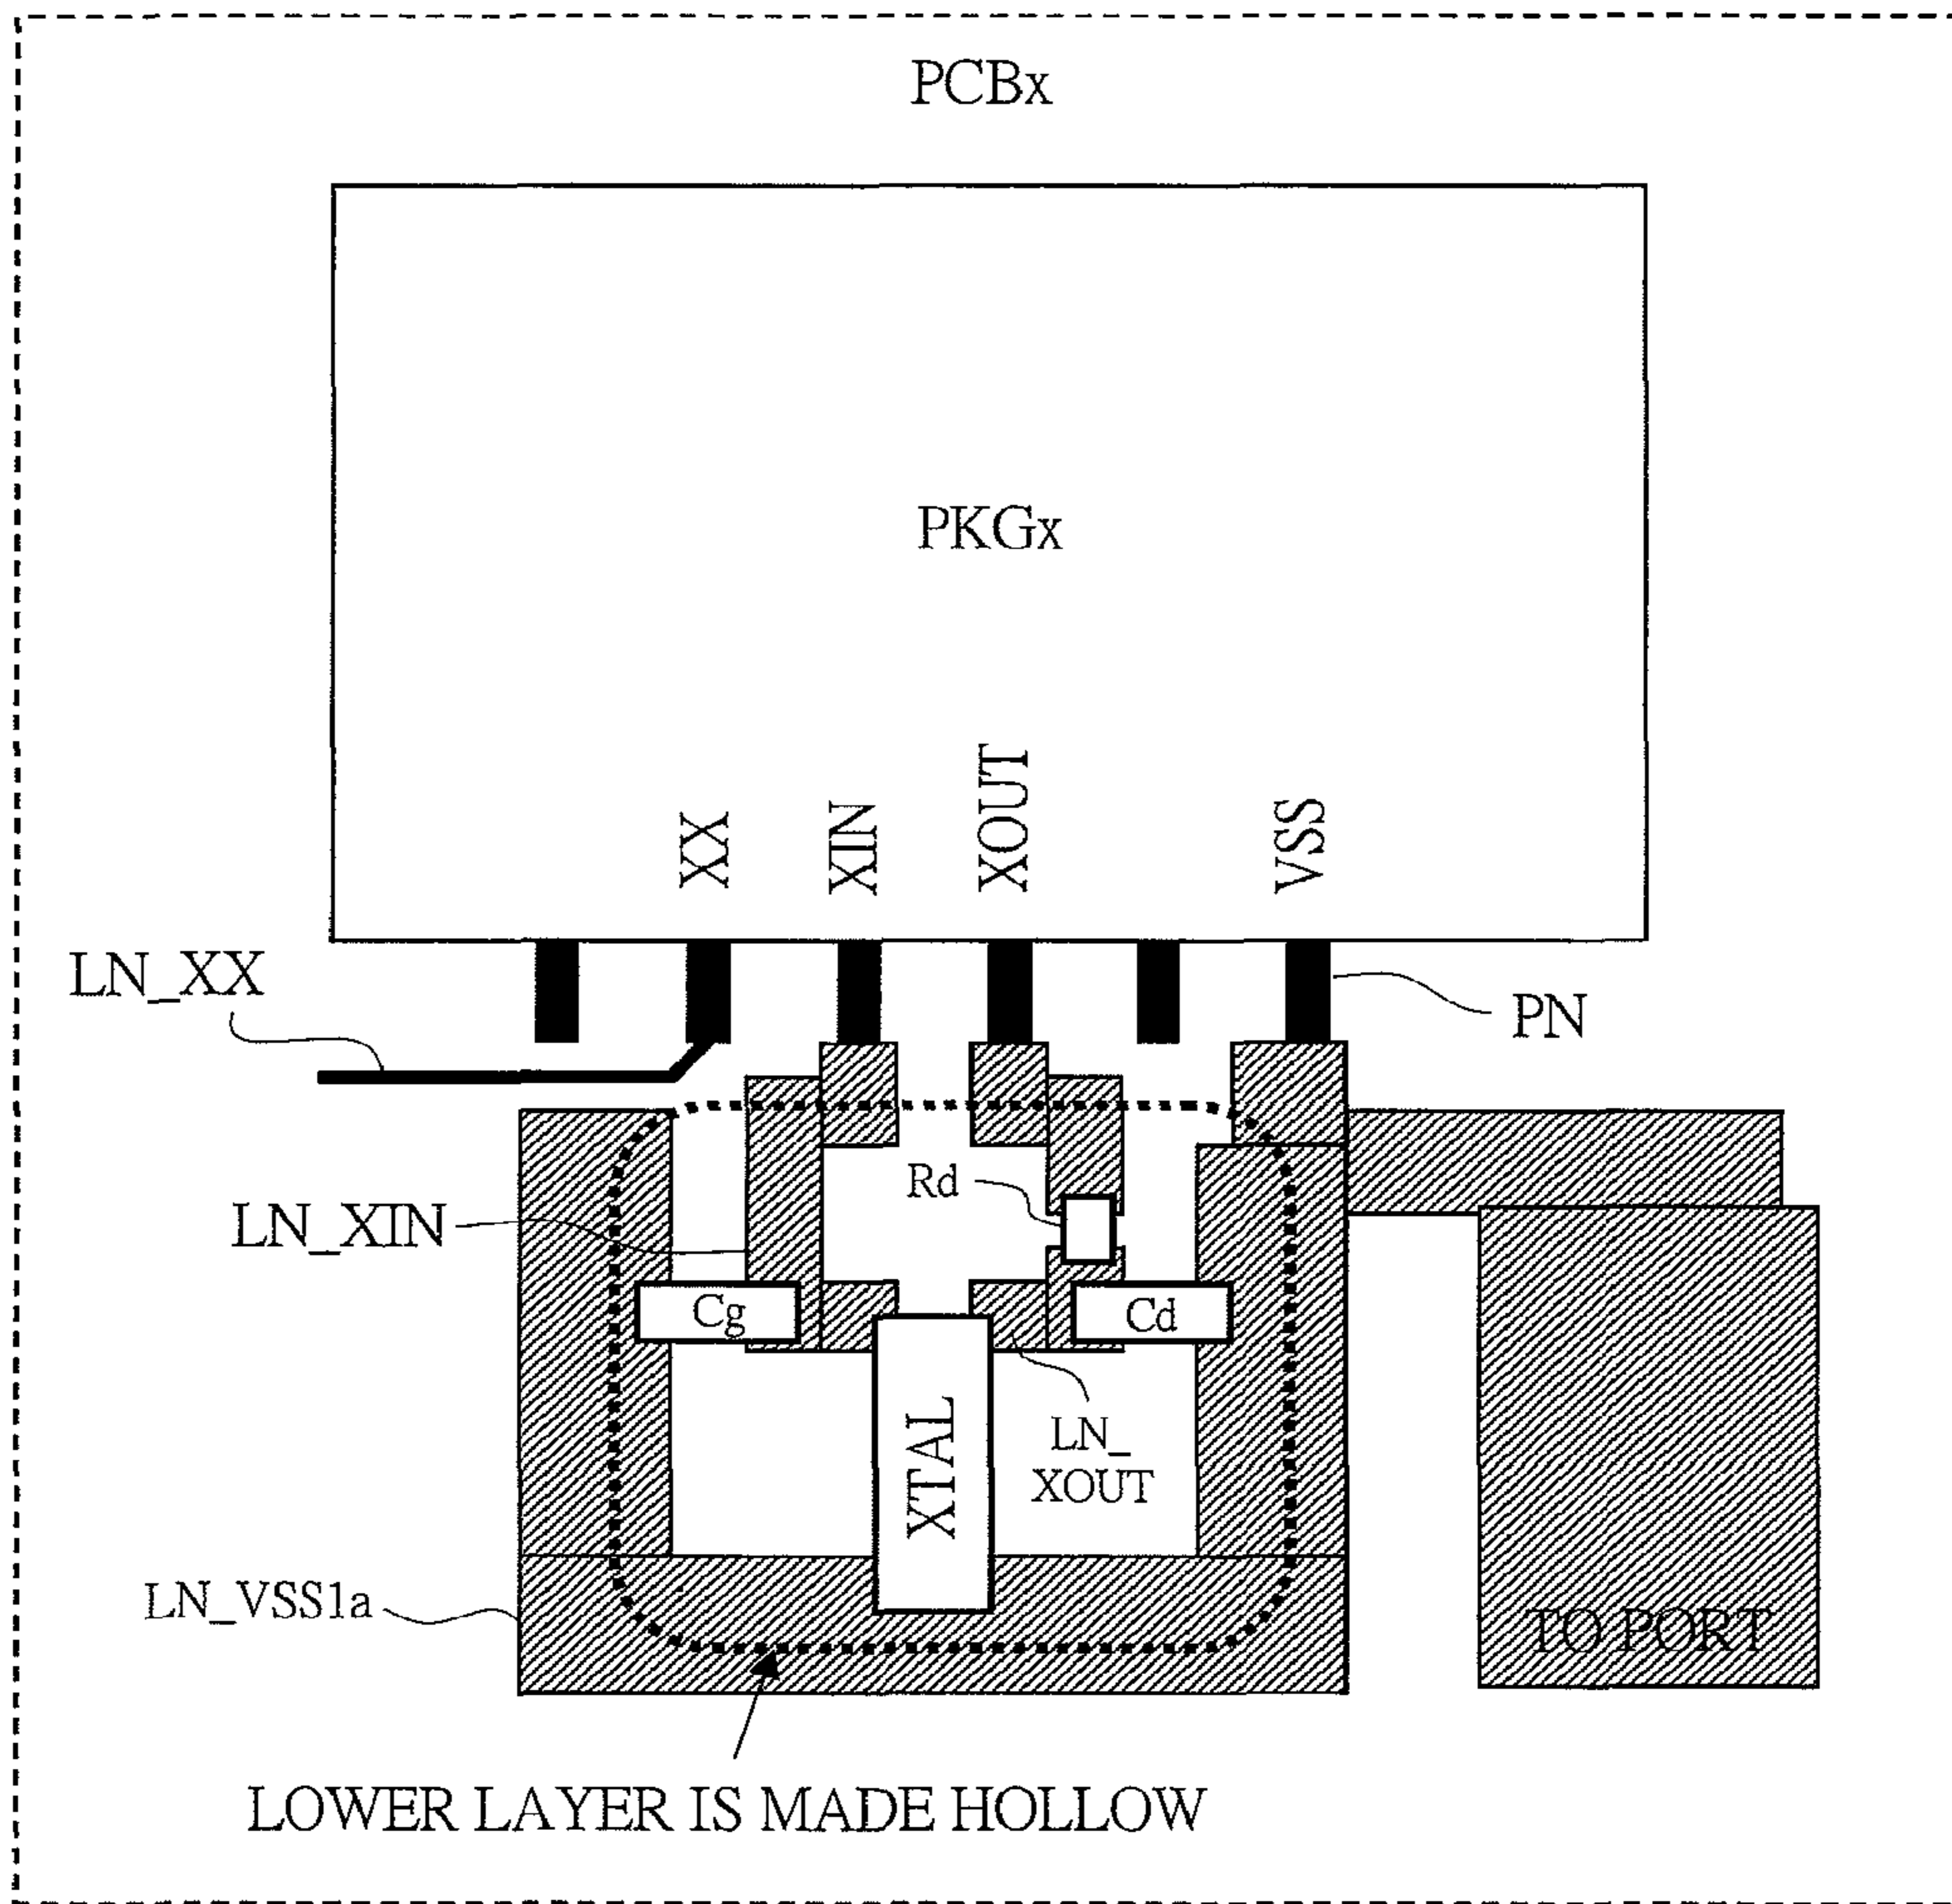 PCBx
PKGx
XX
XIN
XOUT
VSS
LN_XX
PN
Rd
LN_XIN
Cg
Cd
XTAL
LN_
XOUT
LN_VSS1a
TO PORT
LOWER LAYER IS MADE HOLLOW